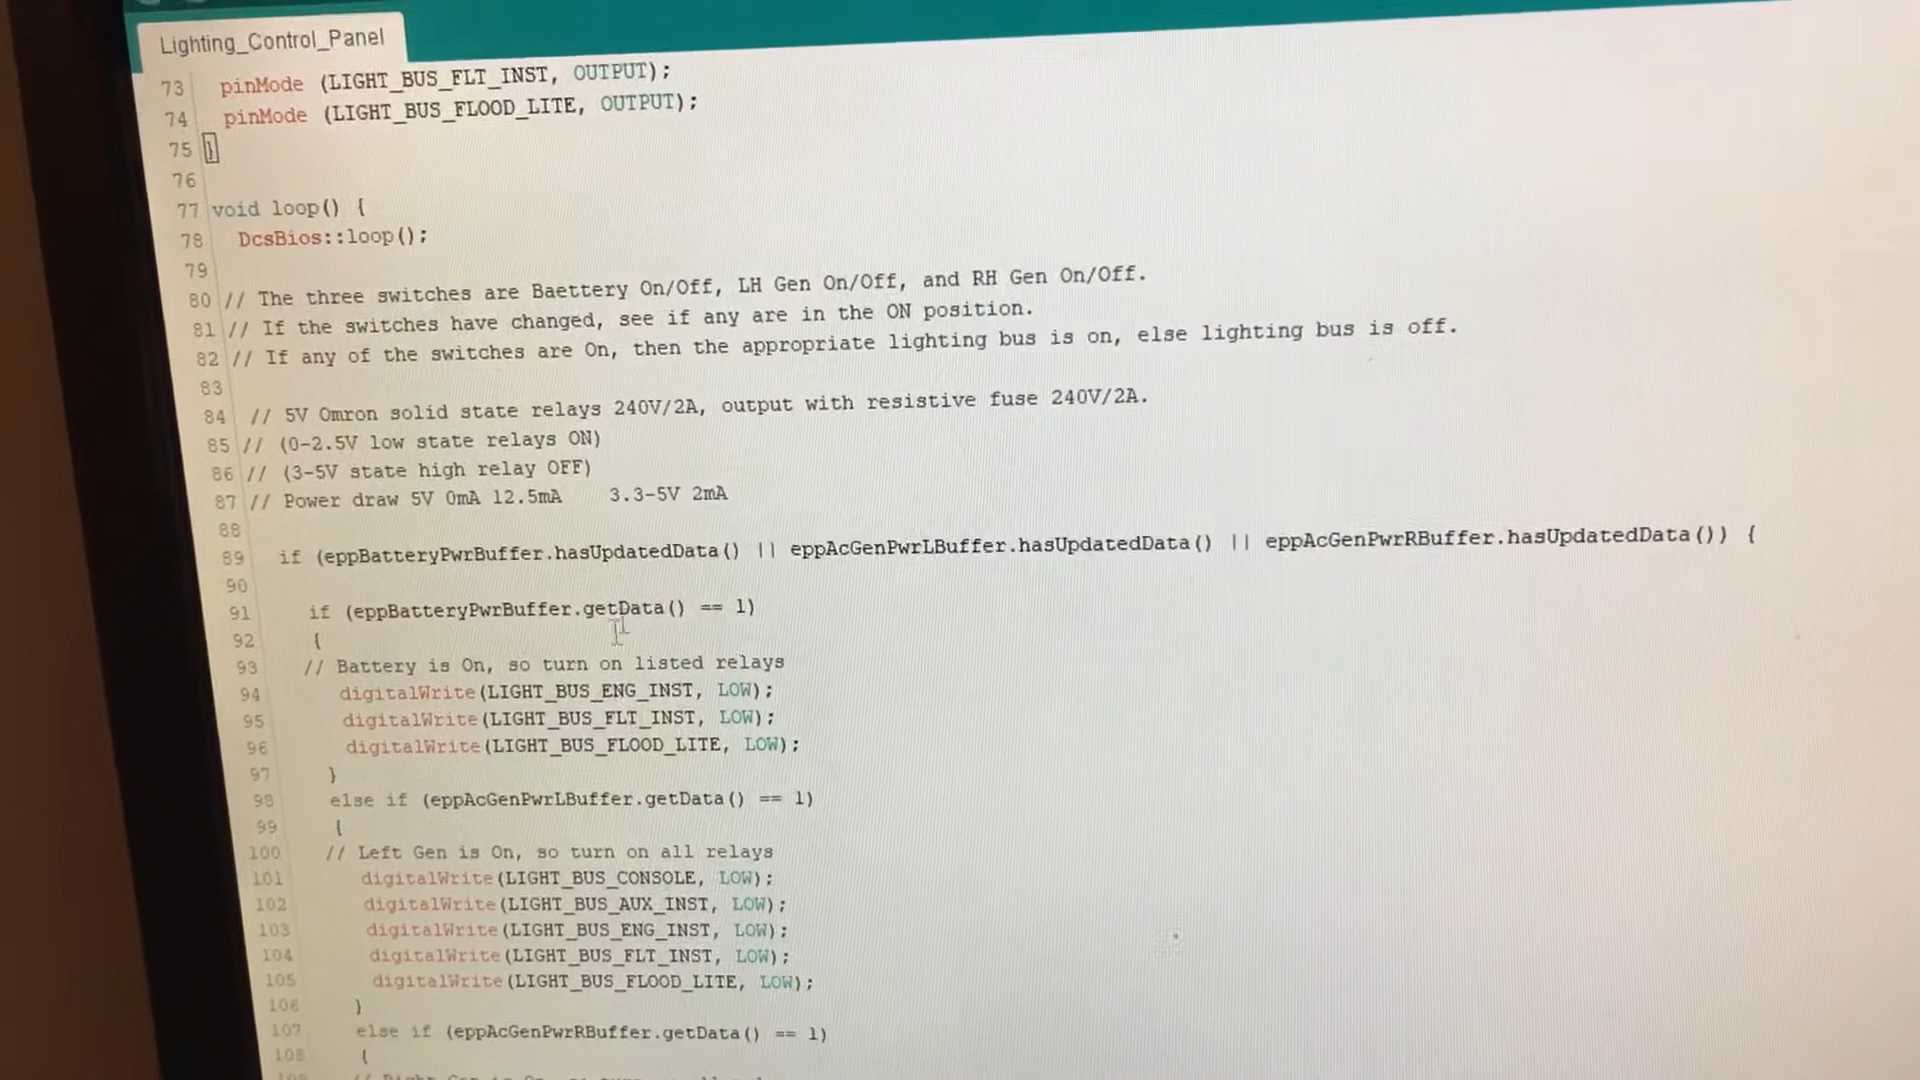 Lighting_Control_Panel
73 pinMode (LIGHT_BUS_FLT_INST, OUTPUT);
74 pinMode (LIGHT_BUS_FLOOD_LITE, OUTPUT);
75 }
76
77 void loop() {
78 DcsBios::loop();
79
80 // The three switches are Baettery On/Off, LH Gen On/Off, and RH Gen On/Off.
81 // If the switches have changed, see if any are in the ON position.
82 // If any of the switches are On, then the appropriate lighting bus is on, else lighting bus is off.
83
84 // 5V Omron solid state relays 240V/2A, output with resistive fuse 240V/2A.
85 // (0-2.5V low state relays ON)
86 // (3-5V state high relay OFF)
87 // Power draw 5V 0mA 12.5mA 3.3-5V 2mA
88
89 if (eppBatteryPwrBuffer.hasUpdatedData() || eppAcGenPwrLBuffer.hasUpdatedData() || eppAcGenPwrRBuffer.hasUpdatedData()) {
90
91 if (eppBatteryPwrBuffer.getData() == 1)
92 {
93 // Battery is On, so turn on listed relays
94 digitalWrite(LIGHT_BUS_ENG_INST, LOW);
95 digitalWrite(LIGHT_BUS_FLT_INST, LOW);
96 digitalWrite(LIGHT_BUS_FLOOD_LITE, LOW);
97 }
98 else if (eppAcGenPwrLBuffer.getData() == 1)
99 {
100 // Left Gen is On, so turn on all relays
101 digitalWrite(LIGHT_BUS_CONSOLE, LOW);
102 digitalWrite(LIGHT_BUS_AUX_INST, LOW);
103 digitalWrite(LIGHT_BUS_ENG_INST, LOW);
104 digitalWrite(LIGHT_BUS_FLT_INST, LOW);
105 digitalWrite(LIGHT_BUS_FLOOD_LITE, LOW);
106 }
107 else if (eppAcGenPwrRBuffer.getData() == 1)
108 {